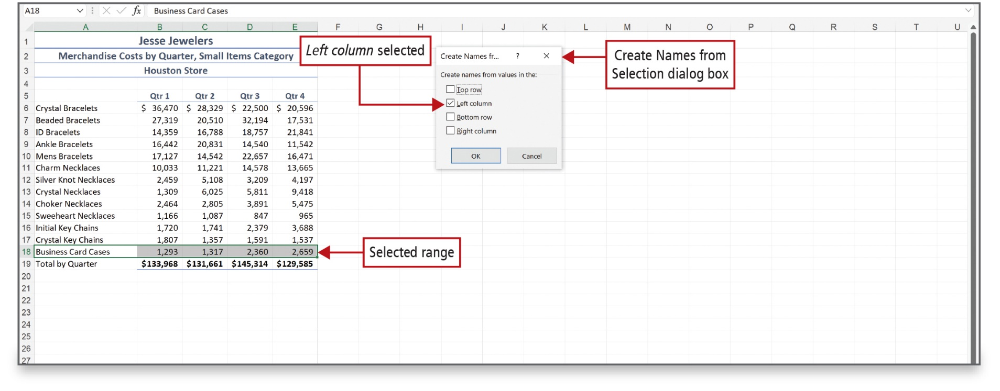 A18 fx Business Card Cases
A B C D E F G H I J K L M N O P Q R S T U
1 Jesse Jewelers
2 Merchandise Costs by Quarter, Small Items Category
3 Houston Store
4
5 Qtr 1 Qtr 2 Qtr 3 Qtr 4
6 Crystal Bracelets $ 36,470 $ 28,329 $ 22,500 $ 20,596
7 Beaded Bracelets 27,319 20,510 32,194 17,531
8 ID Bracelets 14,359 16,788 18,757 21,841
9 Ankle Bracelets 16,442 20,831 14,540 11,542
10 Mens Bracelets 17,127 14,542 22,657 16,471
11 Charm Necklaces 10,033 11,221 14,578 13,665
12 Silver Knot Necklaces 2,459 5,108 3,209 4,197
13 Crystal Necklaces 1,309 6,025 5,811 9,418
14 Choker Necklaces 2,464 2,805 3,891 5,475
15 Sweeheart Necklaces 1,166 1,087 847 965
16 Initial Key Chains 1,720 1,741 2,379 3,688
17 Crystal Key Chains 1,807 1,357 1,591 1,537
18 Business Card Cases 1,293 1,317 2,360 2,659
19 Total by Quarter $133,968 $131,661 $145,314 $129,585
20
21
22
23
24
25
26
27
Left column selected
Create Names fr... ?
Create names from values in the:
Top row
Left column
Bottom row
Right column
OK Cancel
Create Names from
Selection dialog box
Selected range